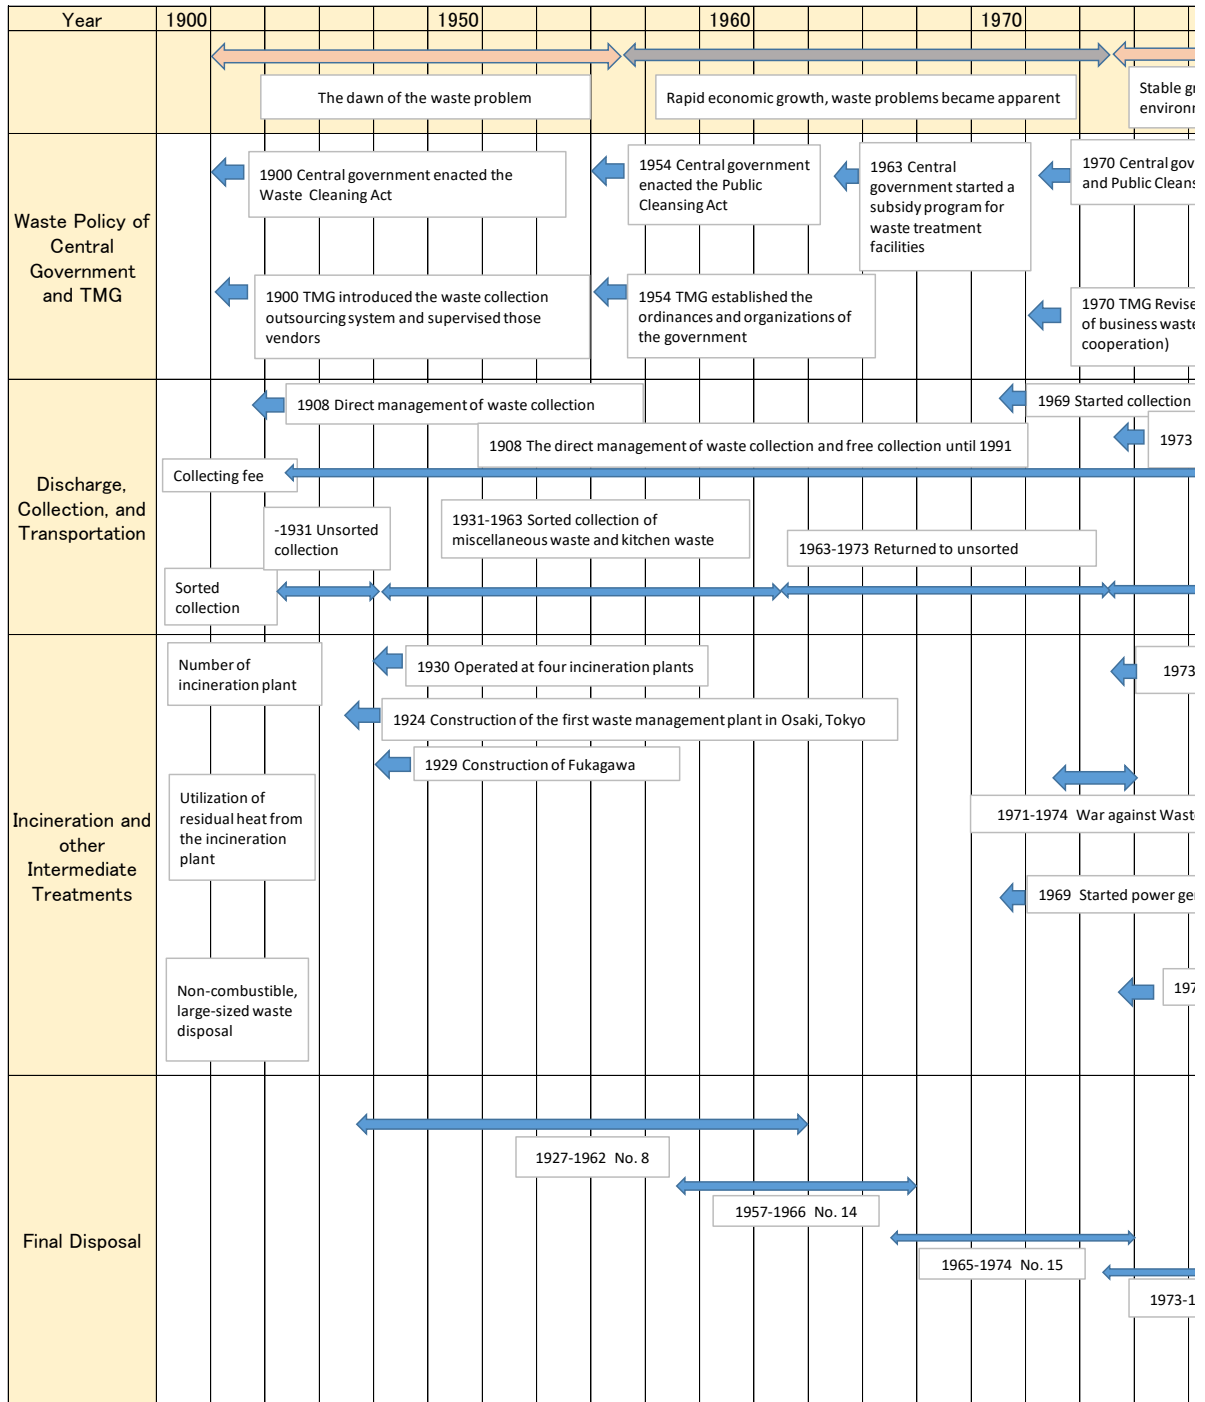 Year 1900 1950 1960 1970
The dawn of the waste problem
Rapid economic growth, waste problems became apparent
Stable gr
environm
Waste Policy of
Central
Government
and TMG
1900 Central government enacted the
Waste Cleaning Act
1954 Central government
enacted the Public
Cleansing Act
1963 Central
government started a
subsidy program for
waste treatment
facilities
1970 Central gov
and Public Cleans
1900 TMG introduced the waste collection
outsourcing system and supervised those
vendors
1954 TMG established the
ordinances and organizations of
the government
1970 TMG Revise
of business waste
cooperation)
Discharge,
Collection, and
Transportation
1908 Direct management of waste collection
1969 Started collection
1908 The direct management of waste collection and free collection until 1991
1973
Collecting fee
-1931 Unsorted
collection
1931-1963 Sorted collection of
miscellaneous waste and kitchen waste
1963-1973 Returned to unsorted
Sorted
collection
Incineration and
other
Intermediate
Treatments
Number of
incineration plant
1930 Operated at four incineration plants
1973
1924 Construction of the first waste management plant in Osaki, Tokyo
1929 Construction of Fukagawa
Utilization of
residual heat from
the incineration
plant
1971-1974 War against Waste
1969 Started power ge
Non-combustible,
large-sized waste
disposal
197
Final Disposal
1927-1962 No. 8
1957-1966 No. 14
1965-1974 No. 15
1973-1